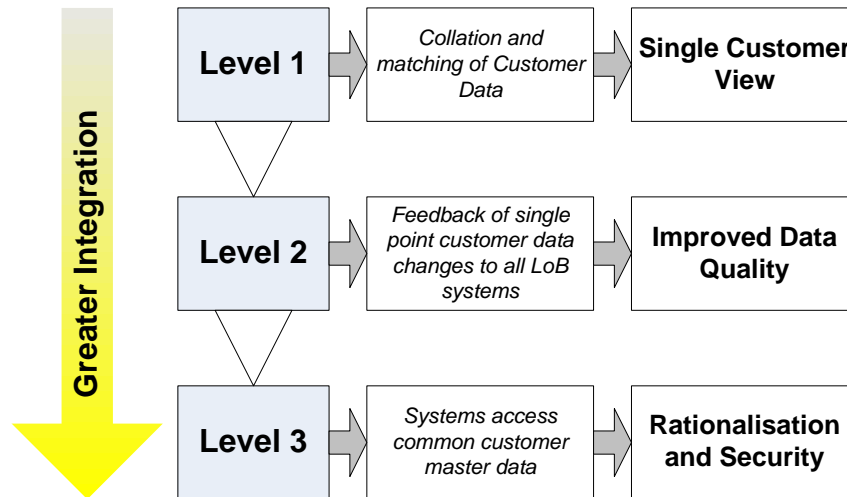 Greater Integration
Level 1
Collation and
matching of Customer
Data
Single Customer
View
Level 2
Feedback of single
point customer data
changes to all LoB
systems
Improved Data
Quality
Level 3
Systems access
common customer
master data
Rationalisation
and Security